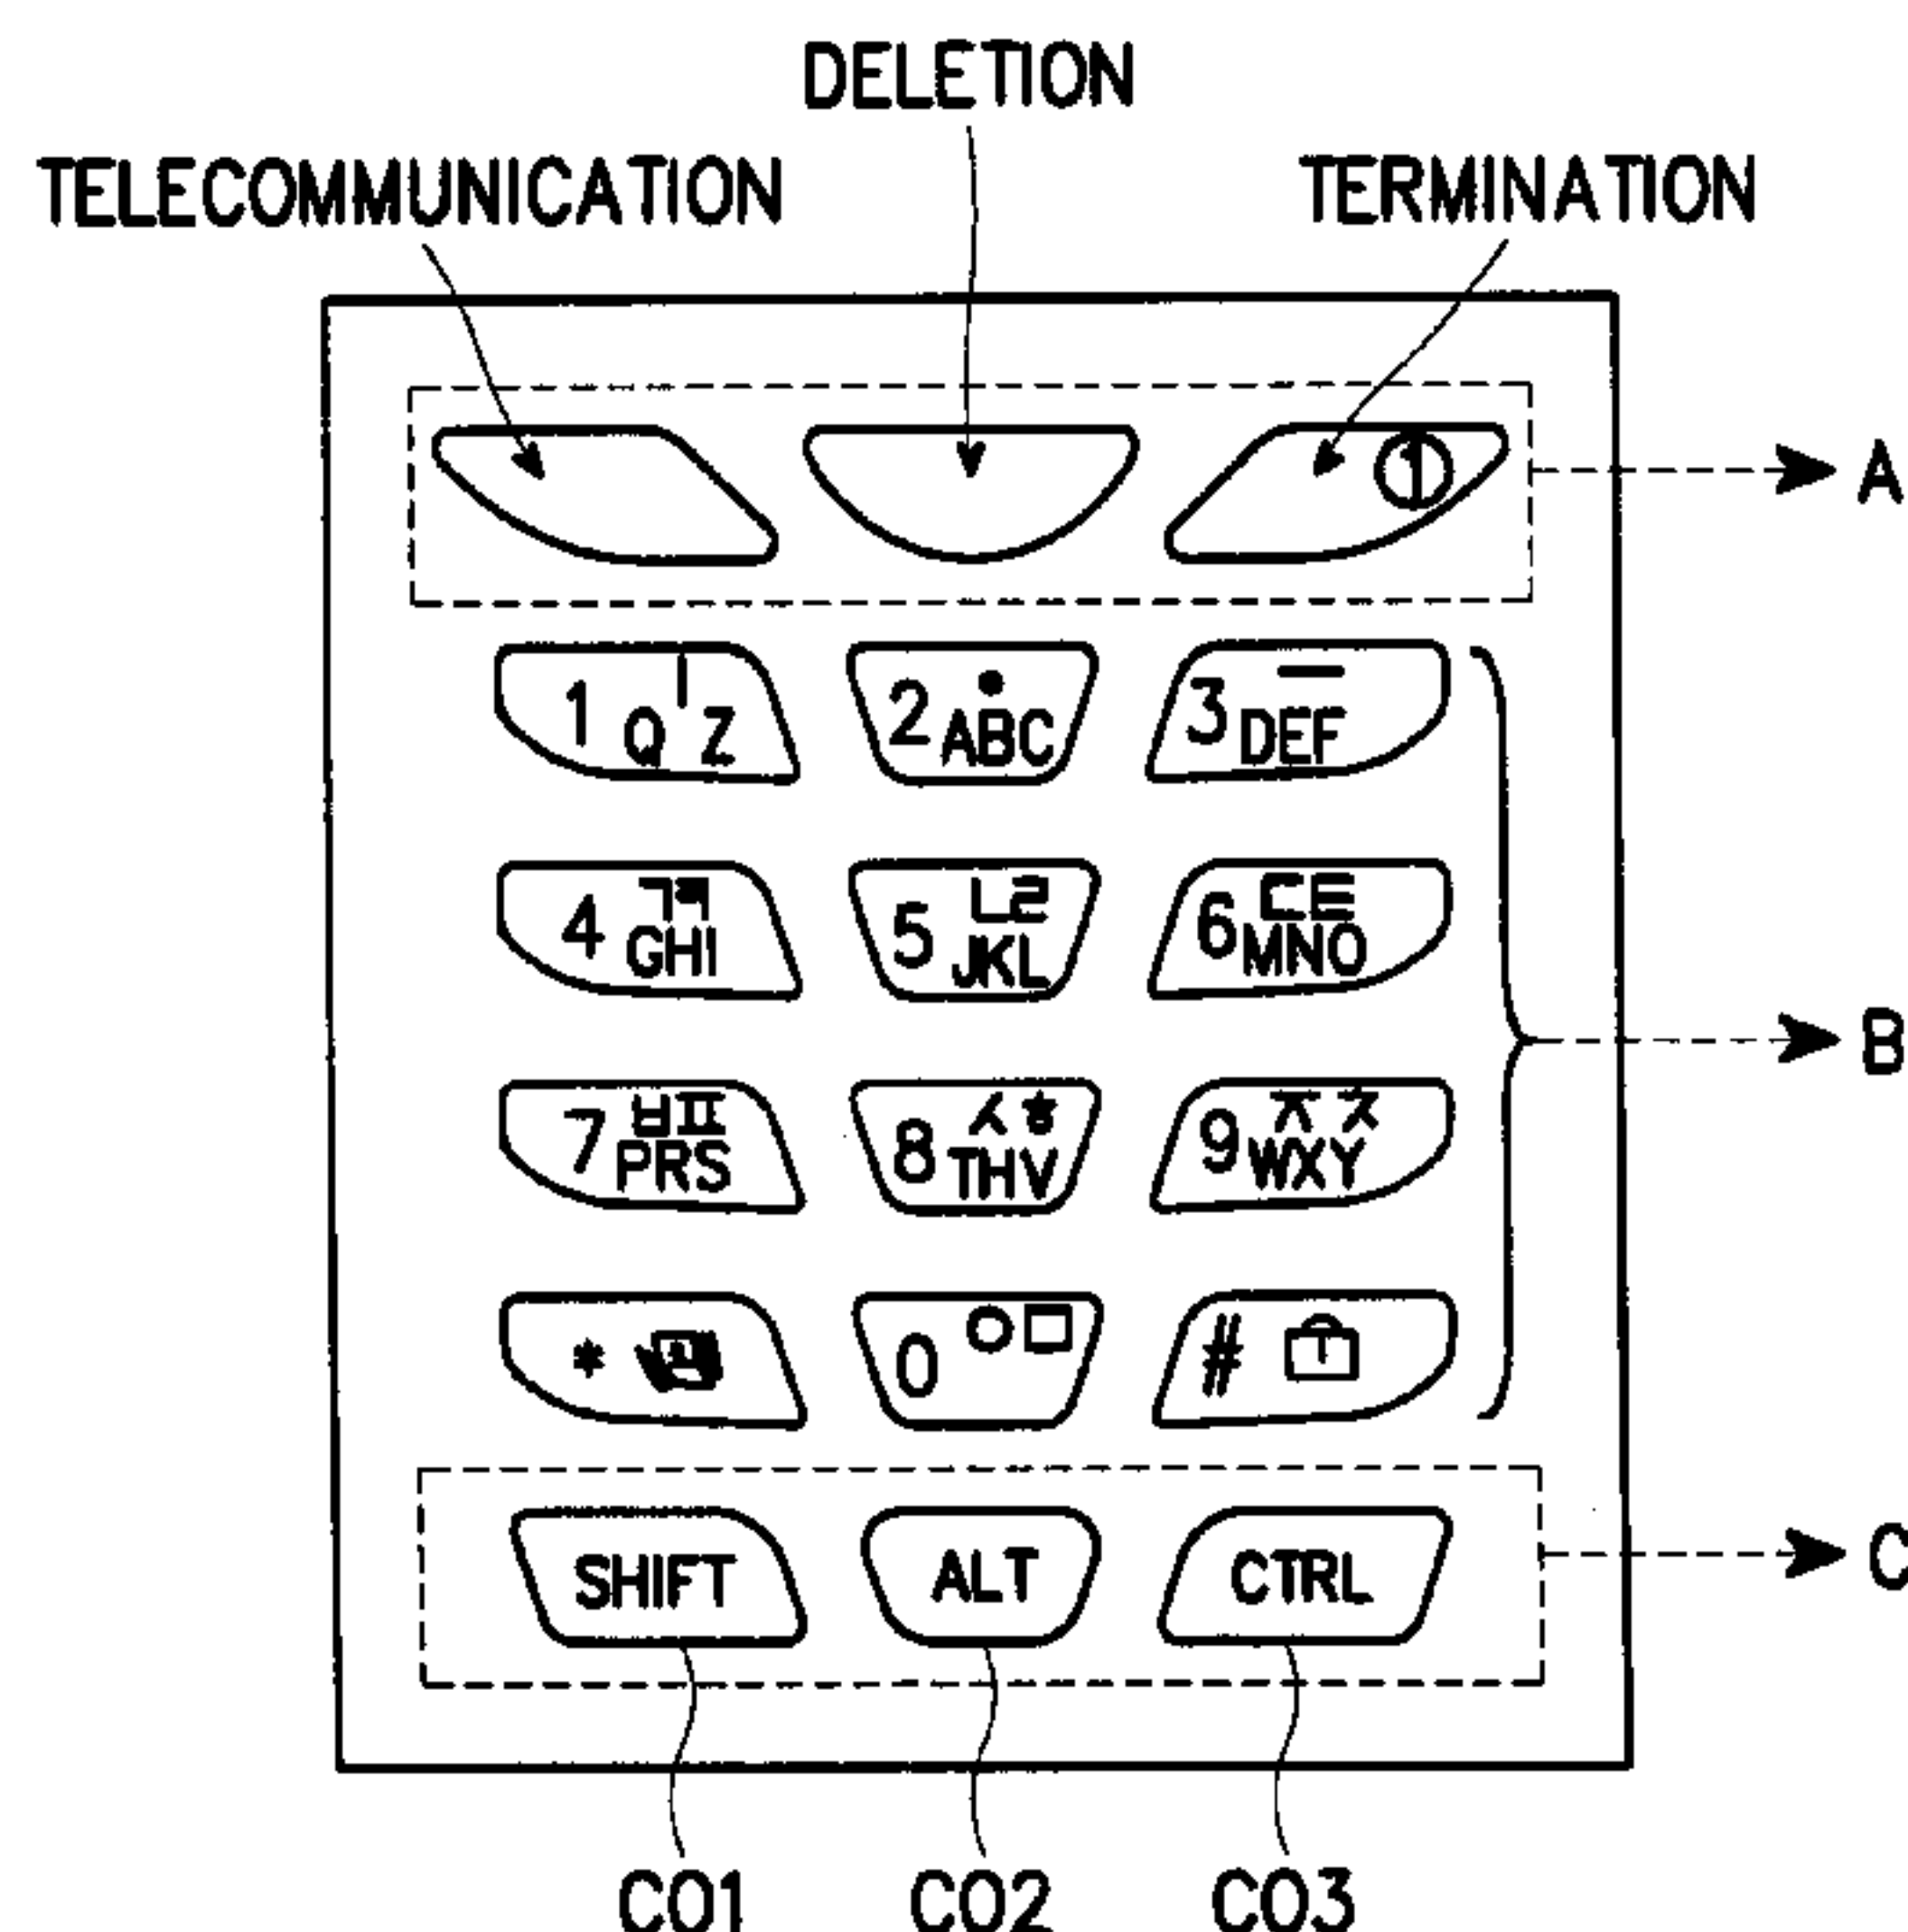 DELETION
TELECOMMUNICATION
TERMINATION
A
1 Q ㅣ Z
2 • ABC
3 ㅡ DEF
4 ㄱㅋ
GHI
5 ㄴㄹ
JKL
6 ㄷㅌ
MNO
B
7 ㅂㅍ
PRS
8 ㅅㅎ
THV
9 ㅈㅊ
WXY
*
0 ㅇㅁ
#
SHIFT
ALT
CTRL
C
C01
C02
C03